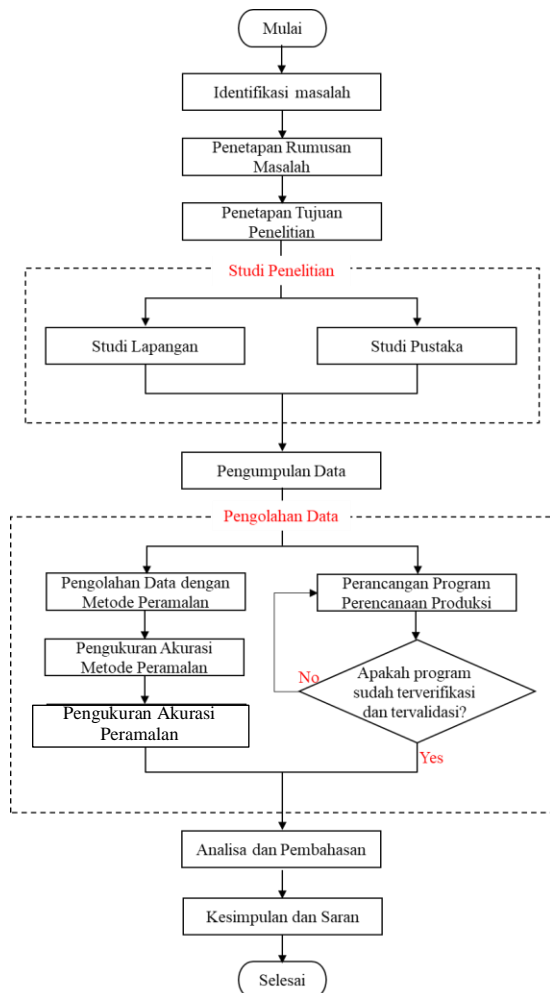 Mulai
Identifikasi masalah
Penetapan Rumusan
Masalah
Penetapan Tujuan
Penelitian
Studi Penelitian
Studi Lapangan
Studi Pustaka
Pengumpulan Data
Pengolahan Data
Pengolahan Data dengan
Metode Peramalan
Pengukuran Akurasi
Metode Peramalan
Pengukuran Akurasi
Peramalan
Perancangan Program
Perencanaan Produksi
Apakah program
sudah terverifikasi
dan tervalidasi?
No
Yes
Analisa dan Pembahasan
Kesimpulan dan Saran
Selesai